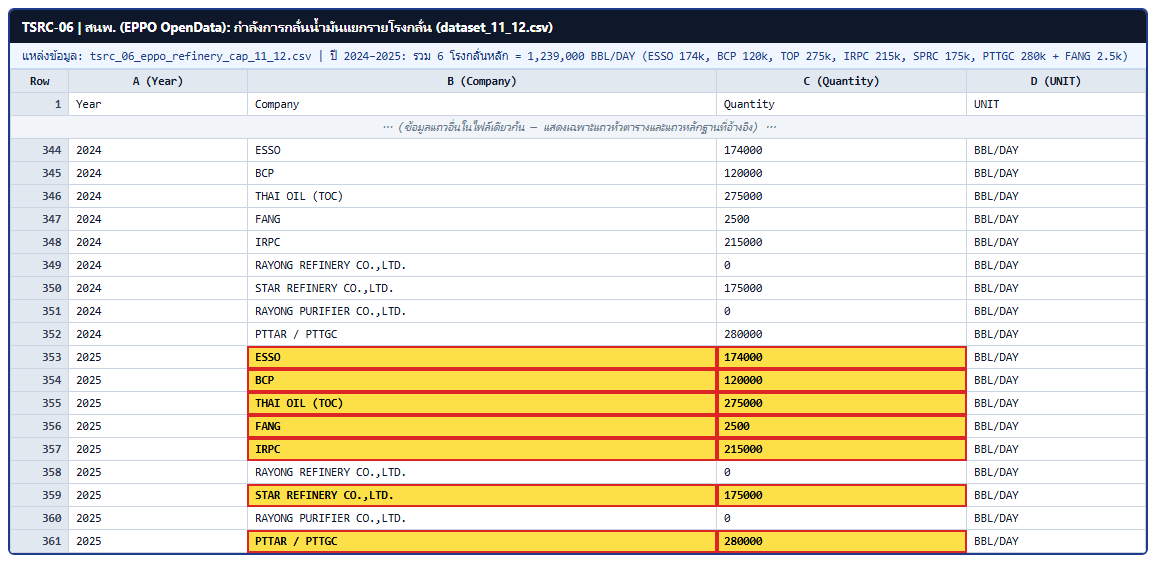 TSRC-06 | สนพ. (EPPO OpenData): กำลังการกลั่นน้ำมันแยกรายโรงกลั่น (dataset_11_12.csv)
แหล่งข้อมูล: tsrc_06_eppo_refinery_cap_11_12.csv | ปี 2024–2025: รวม 6 โรงกลั่นหลัก = 1,239,000 BBL/DAY (ESSO 174k, BCP 120k, TOP 275k, IRPC 215k, SPRC 175k, PTTGC 280k + FANG 2.5k)
Row A (Year) B (Company) C (Quantity) D (UNIT)
1 Year Company Quantity UNIT
... (ข้อมูลแถวอื่นในไฟล์เดียวกัน — แสดงเฉพาะแถวหัวตารางและแถวหลักฐานที่อ้างอิง) ...
344 2024 ESSO 174000 BBL/DAY
345 2024 BCP 120000 BBL/DAY
346 2024 THAI OIL (TOC) 275000 BBL/DAY
347 2024 FANG 2500 BBL/DAY
348 2024 IRPC 215000 BBL/DAY
349 2024 RAYONG REFINERY CO.,LTD. 0 BBL/DAY
350 2024 STAR REFINERY CO.,LTD. 175000 BBL/DAY
351 2024 RAYONG PURIFIER CO.,LTD. 0 BBL/DAY
352 2024 PTTAR / PTTGC 280000 BBL/DAY
353 2025 ESSO 174000 BBL/DAY
354 2025 BCP 120000 BBL/DAY
355 2025 THAI OIL (TOC) 275000 BBL/DAY
356 2025 FANG 2500 BBL/DAY
357 2025 IRPC 215000 BBL/DAY
358 2025 RAYONG REFINERY CO.,LTD. 0 BBL/DAY
359 2025 STAR REFINERY CO.,LTD. 175000 BBL/DAY
360 2025 RAYONG PURIFIER CO.,LTD. 0 BBL/DAY
361 2025 PTTAR / PTTGC 280000 BBL/DAY